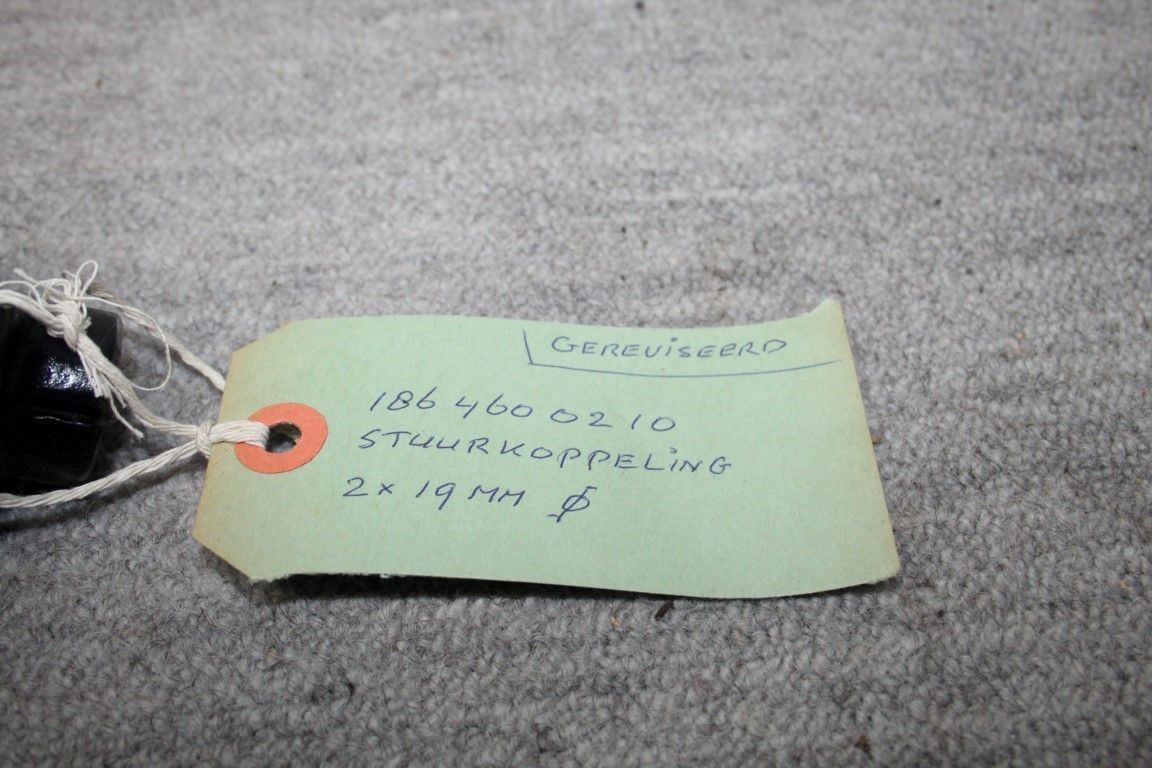 GEREVISEERD
186 460 02 10
STUURKOPPELING
2x 19 MM ⌀